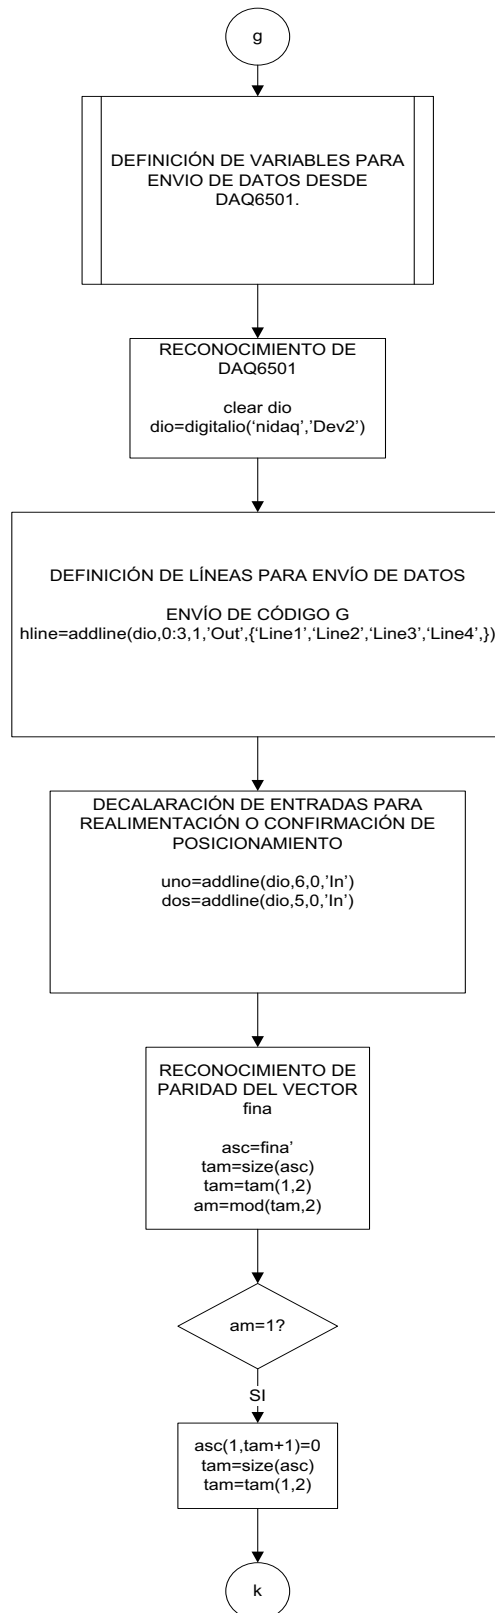 g
DEFINICIÓN DE VARIABLES PARA
ENVIO DE DATOS DESDE
DAQ6501.
RECONOCIMIENTO DE
DAQ6501
clear dio
dio=digitalio(‘nidaq’,’Dev2’)
DEFINICIÓN DE LÍNEAS PARA ENVÍO DE DATOS
ENVÍO DE CÓDIGO G
hline=addline(dio,0:3,1,’Out’,{‘Line1’,‘Line2’,‘Line3’,‘Line4’,})
DECALARACIÓN DE ENTRADAS PARA
REALIMENTACIÓN O CONFIRMACIÓN DE
POSICIONAMIENTO
uno=addline(dio,6,0,’In’)
dos=addline(dio,5,0,’In’)
RECONOCIMIENTO DE
PARIDAD DEL VECTOR
fina
asc=fina’
tam=size(asc)
tam=tam(1,2)
am=mod(tam,2)
am=1?
SI
asc(1,tam+1)=0
tam=size(asc)
tam=tam(1,2)
k